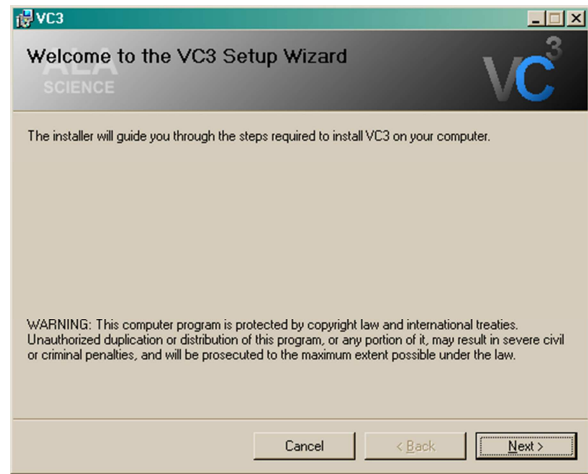 VC3
Welcome to the VC3 Setup Wizard
ALA
SCIENCE
VC3
The installer will guide you through the steps required to install VC3 on your computer.
WARNING: This computer program is protected by copyright law and international treaties.
Unauthorized duplication or distribution of this program, or any portion of it, may result in severe civil
or criminal penalties, and will be prosecuted to the maximum extent possible under the law.
Cancel
< Back
Next >